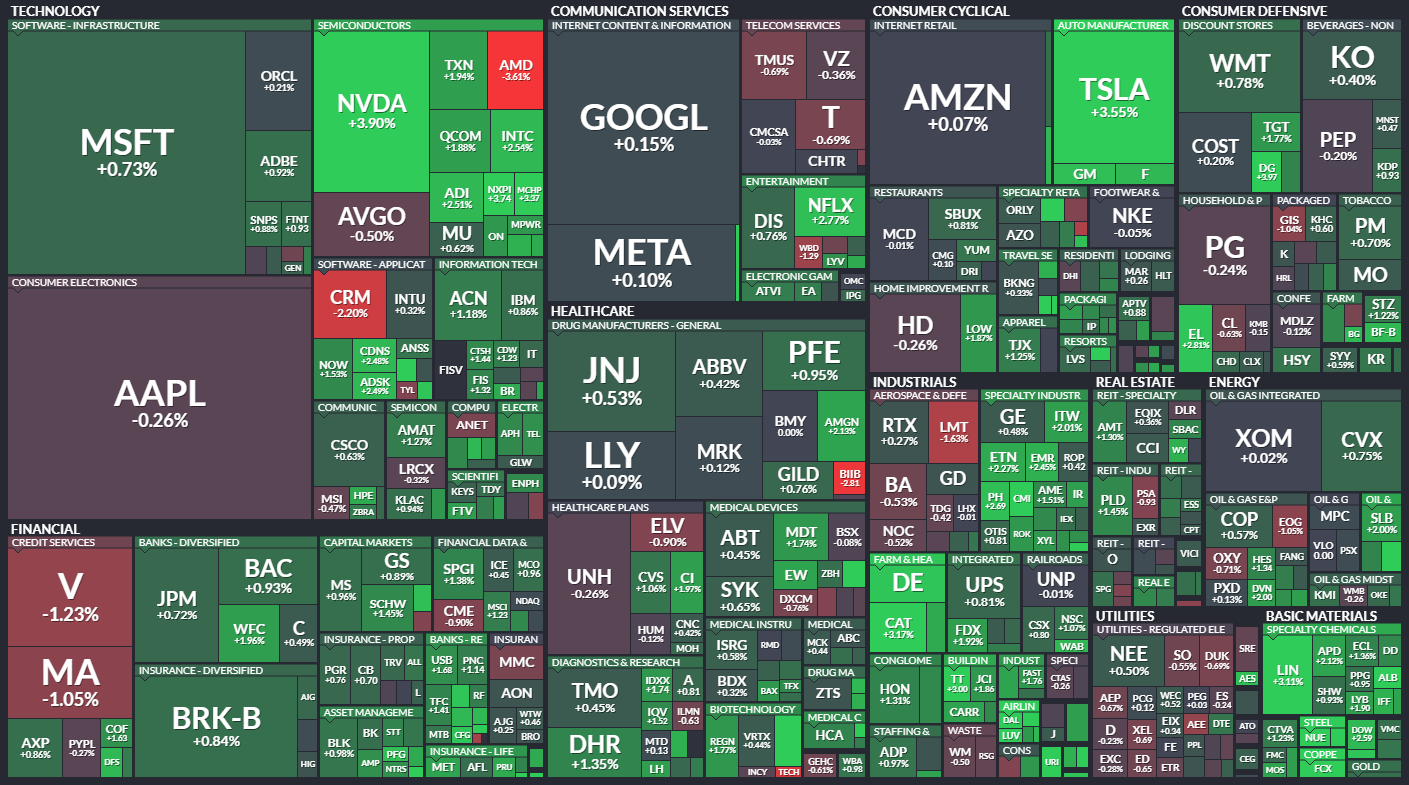 TECHNOLOGY
SOFTWARE - INFRASTRUCTURE
MSFT
+0.73%
ORCL
+0.21%
ADBE
+0.92%
SNPS
+0.88%
FTNT
+0.93
GEN
CONSUMER ELECTRONICS
AAPL
-0.26%
SEMICONDUCTORS
NVDA
+3.90%
TXN
+1.94%
AMD
-3.61%
QCOM
+1.88%
INTC
+2.54%
AVGO
-0.50%
ADI
+2.51%
NXPI
+3.74
MCHP
+3.37
MU
+0.62%
ON
MPWR
SOFTWARE - APPLICAT
CRM
-2.20%
INTU
+0.32%
NOW
+1.53%
CDNS
+2.48%
ANSS
ADSK
+2.49%
TYL
INFORMATION TECH
ACN
+1.18%
IBM
+0.86%
FISV
CTSH
+1.44
CDW
+1.23
IT
FIS
+1.32
BR
COMMUNIC
CSCO
+0.63%
MSI
-0.47%
HPE
ZBRA
SEMICON
AMAT
+1.27%
LRCX
-0.32%
KLAC
+0.94%
COMPU
ANET
ELECTR
APH
TEL
GLW
SCIENTIFI
KEYS
TDY
FTV
ENPH
COMMUNICATION SERVICES
INTERNET CONTENT & INFORMATION
GOOGL
+0.15%
META
+0.10%
TELECOM SERVICES
TMUS
-0.69%
VZ
-0.36%
CMCSA
-0.03%
T
-0.69%
CHTR
ENTERTAINMENT
DIS
+0.76%
NFLX
+2.77%
WBD
-1.29
LYV
ELECTRONIC GAM
ATVI
EA
OMC
IPG
CONSUMER CYCLICAL
INTERNET RETAIL
AMZN
+0.07%
AUTO MANUFACTURER
TSLA
+3.55%
GM
F
RESTAURANTS
MCD
-0.01%
SBUX
+0.81%
CMG
+0.10
YUM
DRI
SPECIALTY RETA
ORLY
AZO
FOOTWEAR &
NKE
-0.05%
TRAVEL SE
BKNG
+0.33%
RESIDENTI
DHI
LODGING
MAR
+0.26
HLT
HOME IMPROVEMENT R
HD
-0.26%
LOW
+1.87%
PACKAGI
IP
APTV
+0.88
APPAREL
TJX
+1.25%
RESORTS
LVS
CONSUMER DEFENSIVE
DISCOUNT STORES
WMT
+0.78%
COST
+0.20%
TGT
+1.77%
DG
+3.97
BEVERAGES - NON
KO
+0.40%
PEP
-0.20%
MNST
+0.47
KDP
+0.93
HOUSEHOLD & P
PG
-0.24%
EL
+2.81%
CL
-0.63%
KMB
-0.15
CHD
CLX
PACKAGED
GIS
-1.04%
KHC
+0.60
K
HRL
TOBACCO
PM
+0.70%
MO
CONFE
MDLZ
-0.12%
HSY
FARM
BG
STZ
+1.22%
BF-B
SYY
+0.59%
KR
HEALTHCARE
DRUG MANUFACTURERS - GENERAL
JNJ
+0.53%
ABBV
+0.42%
PFE
+0.95%
LLY
+0.09%
MRK
+0.12%
BMY
0.00%
AMGN
+2.13%
GILD
+0.76%
BIIB
-2.81
HEALTHCARE PLANS
UNH
-0.26%
ELV
-0.90%
CVS
+1.06%
CI
+1.97%
HUM
-0.12%
CNC
+0.42%
MOH
MEDICAL DEVICES
ABT
+0.45%
MDT
+1.74%
BSX
-0.08%
SYK
+0.65%
EW
ZBH
DXCM
-0.76%
MEDICAL INSTRU
ISRG
+0.58%
RMD
BDX
+0.32%
BAX
TFX
MEDICAL
MCK
+0.44
ABC
DRUG MA
ZTS
DIAGNOSTICS & RESEARCH
TMO
+0.45%
IDXX
+1.74
A
+0.81
IQV
+1.52
ILMN
-0.63
DHR
+1.35%
MTD
+0.13
LH
BIOTECHNOLOGY
REGN
+1.77%
VRTX
+0.44%
INCY
TECH
MEDICAL C
HCA
GEHC
-0.61%
WBA
+0.98
FINANCIAL
CREDIT SERVICES
V
-1.23%
MA
-1.05%
AXP
+0.86%
PYPL
-0.27%
COF
+1.61
DFS
BANKS - DIVERSIFIED
JPM
+0.72%
BAC
+0.93%
WFC
+1.96%
C
+0.49%
INSURANCE - DIVERSIFIED
BRK-B
+0.84%
AIG
HIG
CAPITAL MARKETS
MS
+0.96%
GS
+0.89%
SCHW
+1.45%
FINANCIAL DATA &
SPGI
+1.38%
ICE
+0.45
MCO
+0.96
CME
-0.90%
MSCI
+1.23
NDAQ
INSURANCE - PROP
PGR
+0.76
CB
+0.70
TRV
ALL
L
BANKS - RE
USB
+1.68
PNC
+1.14
TFC
+1.41
RF
MTB
CFG
INSURAN
MMC
AON
AJG
+0.25
WTW
+0.46
BRO
ASSET MANAGEME
BLK
+0.98%
BK
STT
AMP
PFG
NTRS
INSURANCE - LIFE
MET
AFL
PRU
INDUSTRIALS
AEROSPACE & DEFE
RTX
+0.27%
LMT
-1.63%
BA
-0.53%
GD
TDG
-0.42
LHX
-0.01
NOC
-0.52%
SPECIALTY INDUSTR
GE
+0.48%
ITW
+2.01%
ETN
+2.27%
EMR
+2.45%
ROP
+0.42
PH
+2.69
CMI
AME
+1.51%
IR
OTIS
+0.81
ROK
IEX
XYL
FARM & HEA
DE
CAT
+3.17%
INTEGRATED
UPS
+0.81%
FDX
+1.92%
RAILROADS
UNP
-0.01%
CSX
+0.80
NSC
+1.07%
WAB
CONGLOME
HON
+1.31%
BUILDIN
TT
+3.00
JCI
+1.86
CARR
INDUST
FAST
+1.76
SPECI
CTAS
-0.26
STAFFING &
ADP
+0.97%
WASTE
WM
-0.50
RSG
AIRLIN
DAL
LUV
CONS
J
URI
REAL ESTATE
REIT - SPECIALTY
AMT
+1.30%
EQIX
+0.36%
DLR
SBAC
CCI
WY
REIT - INDU
PLD
+1.45%
PSA
-0.93
EXR
REIT -
ESS
CPT
REIT -
O
SPG
REIT -
VICI
REAL E
ENERGY
OIL & GAS INTEGRATED
XOM
+0.02%
CVX
+0.75%
OIL & GAS E&P
COP
+0.57%
EOG
-1.05%
OXY
-0.71%
HES
+1.34
FANG
PXD
+0.13%
DVN
+2.00
OIL & G
MPC
VLO
0.00
PSX
OIL &
SLB
+2.00%
OIL & GAS MIDST
KMI
WMB
-0.26
OKE
UTILITIES
UTILITIES - REGULATED ELE
NEE
+0.50%
SO
-0.55%
DUK
-0.69%
AEP
-0.67%
PCG
+0.12
WEC
+0.52
PEG
+0.03
ES
-0.24
D
-0.23%
XEL
-0.69
EIX
+0.34
AEE
DTE
EXC
-0.28%
ED
-0.65
FE
PPL
ETR
SRE
AES
ATO
CEG
BASIC MATERIALS
SPECIALTY CHEMICALS
LIN
+3.11%
APD
+2.12%
ECL
+1.36%
DD
SHW
+0.93%
PPG
+0.95
ALB
LYB
+1.90
IFF
CTVA
+1.23%
FMC
MOS
STEEL
NUE
DOW
+2.59
VMC
COPPE
FCX
GOLD